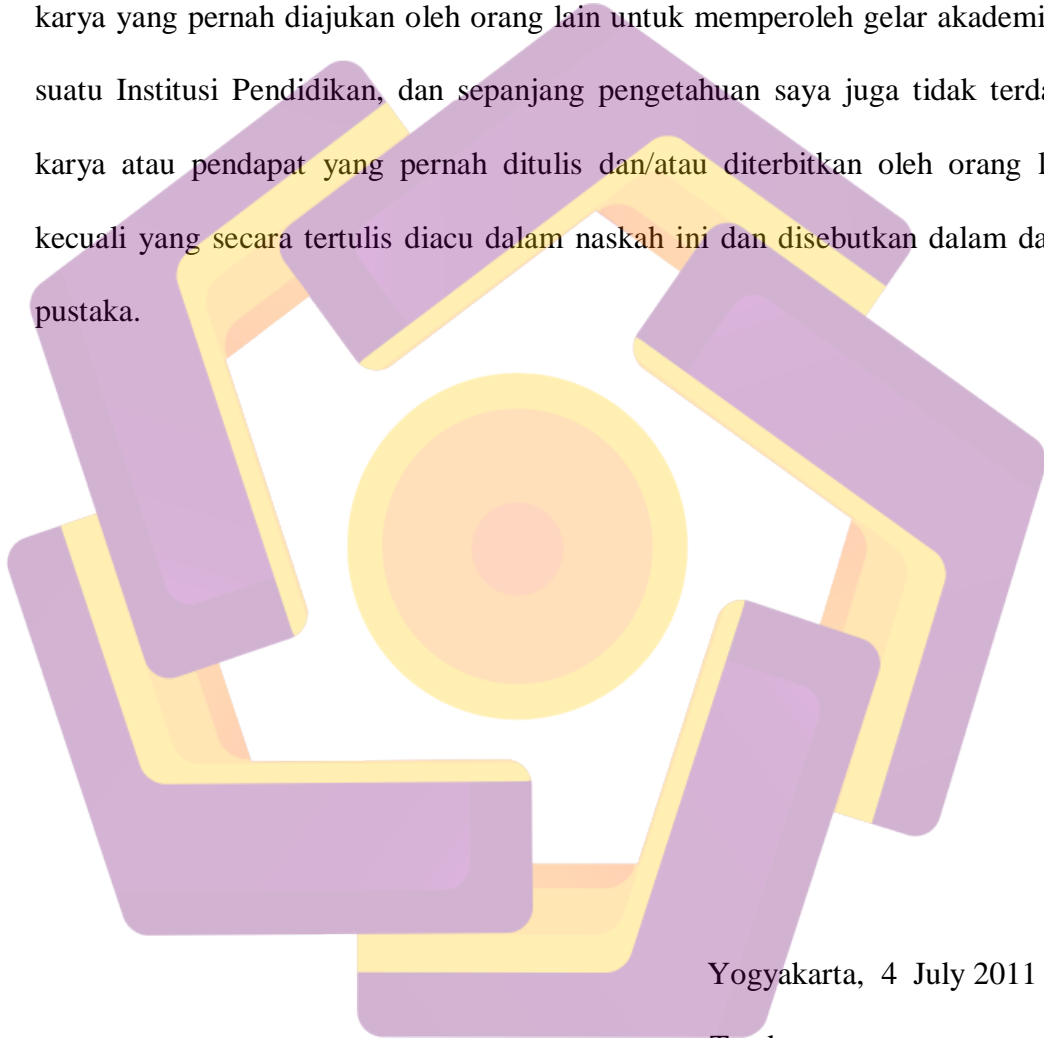 karya yang pernah diajukan oleh orang lain untuk memperoleh gelar akademi
suatu Institusi Pendidikan, dan sepanjang pengetahuan saya juga tidak terda
karya atau pendapat yang pernah ditulis dan/atau diterbitkan oleh orang l
kecuali yang secara tertulis diacu dalam naskah ini dan disebutkan dalam da
pustaka.
Yogyakarta, 4 July 2011